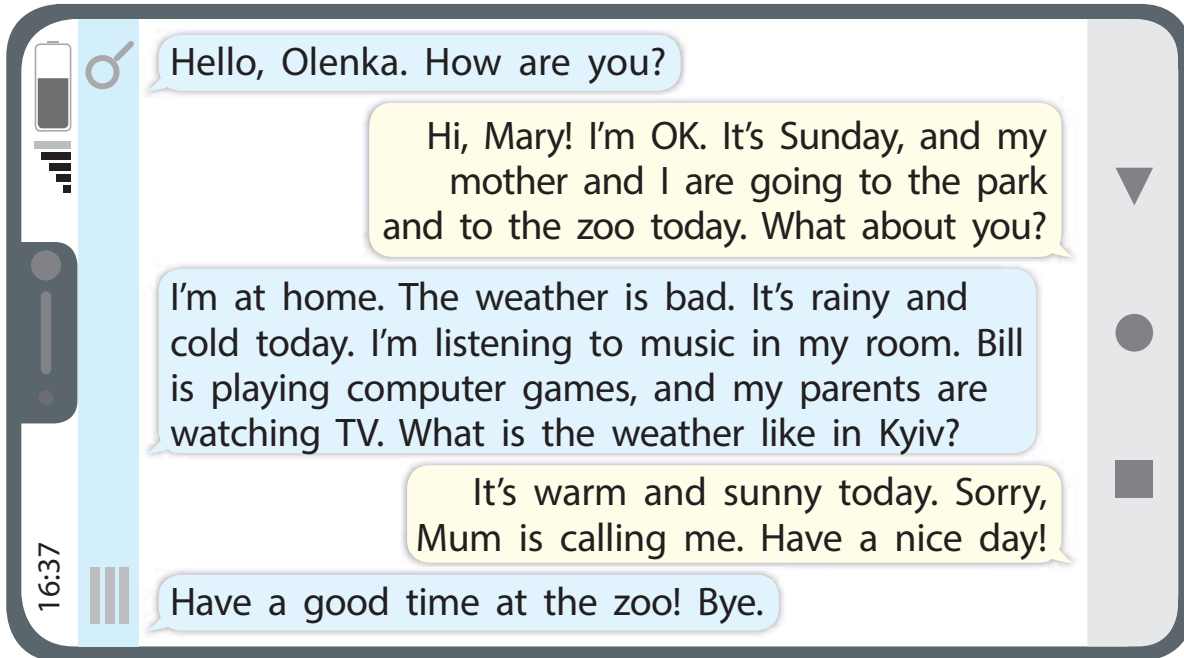 Hello, Olenka. How are you?
Hi, Mary! I'm OK. It's Sunday, and my
mother and I are going to the park
and to the zoo today. What about you?
I'm at home. The weather is bad. It's rainy and
cold today. I'm listening to music in my room. Bill
is playing computer games, and my parents are
watching TV. What is the weather like in Kyiv?
It's warm and sunny today. Sorry,
Mum is calling me. Have a nice day!
Have a good time at the zoo! Bye.
16:37